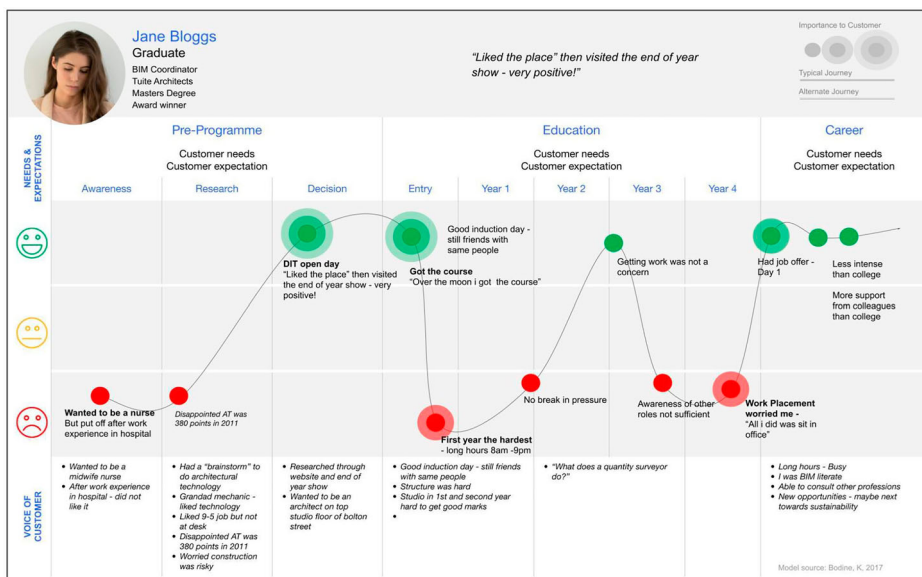 Jane Bloggs
Graduate
BIM Coordinator
Tuite Architects
Masters Degree
Award winner
“Liked the place” then visited the end of year
show - very positive!”
Importance to Customer
Typical Journey
Alternate Journey
NEEDS &
EXPECTATIONS
Pre-Programme
Customer needs
Customer expectation
Education
Customer needs
Customer expectation
Career
Customer needs
Customer expectation
Awareness
Research
Decision
Entry
Year 1
Year 2
Year 3
Year 4
DIT open day
“Liked the place” then visited
the end of year show - very
positive!
Good induction day -
still friends with
same people
Got the course
“Over the moon i got the course”
Getting work was not a
concern
Had job offer -
Day 1
Less intense
than college
More support
from colleagues
than college
Wanted to be a nurse
But put off after work
experience in hospital
Disappointed AT was
380 points in 2011
First year the hardest
- long hours 8am -9pm
No break in pressure
Awareness of other
roles not sufficient
Work Placement
worried me -
“All i did was sit in
office”
VOICE OF
CUSTOMER
• Wanted to be a
midwife nurse
• After work experience
in hospital - did not
like it
• Had a “brainstorm” to
do architectural
technology
• Grandad mechanic -
liked technology
• Liked 9-5 job but not
at desk
• Disappointed AT was
380 points in 2011
• Worried construction
was risky
• Researched through
website and end of
year show
• Wanted to be an
architect on top
studio floor of bolton
street
• Good induction day - still friends
with same people
• Structure was hard
• Studio in 1st and second year
hard to get good marks
•
• “What does a quantity surveyor
do?”
• Long hours - Busy
• I was BIM literate
• Able to consult other professions
• New opportunities - maybe next
towards sustainability
Model source: Bodine, K, 2017